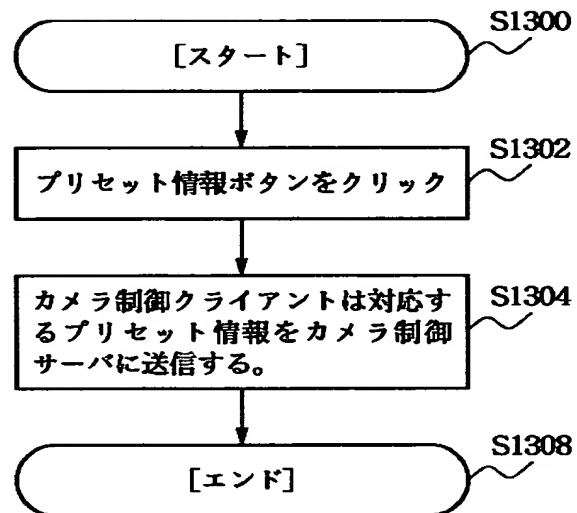 S1300
[スタート]
S1302
プリセット情報ボタンをクリック
S1304
カメラ制御クライアントは対応す
るプリセット情報をカメラ制御
サーバに送信する。
S1308
[エンド]